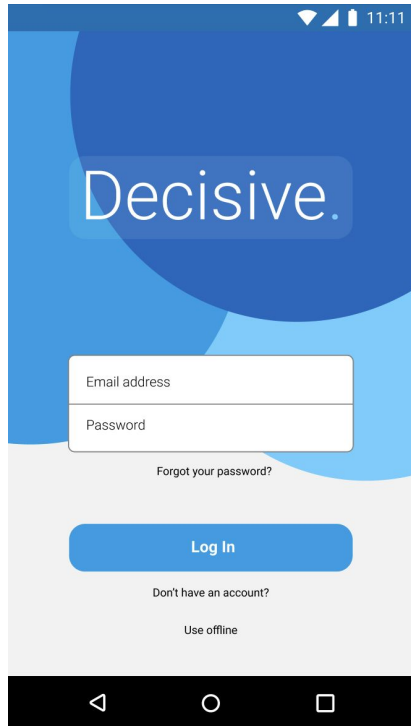 11:11
Decisive.
Email address
Password
Forgot your password?
Log In
Don't have an account?
Use offline